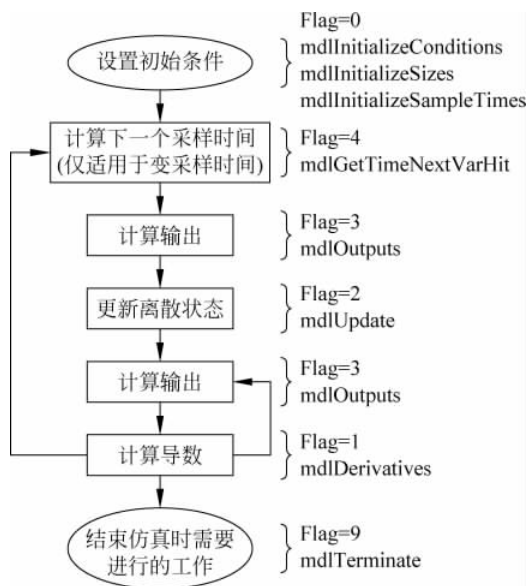 设置初始条件
Flag=0
mdlInitializeConditions
mdlInitializeSizes
mdlInitializeSampleTimes
计算下一个采样时间
(仅适用于变采样时间)
Flag=4
mdlGetTimeNextVarHit
计算输出
Flag=3
mdlOutputs
更新离散状态
Flag=2
mdlUpdate
计算输出
Flag=3
mdlOutputs
计算导数
Flag=1
mdlDerivatives
结束仿真时需要
进行的工作
Flag=9
mdlTerminate